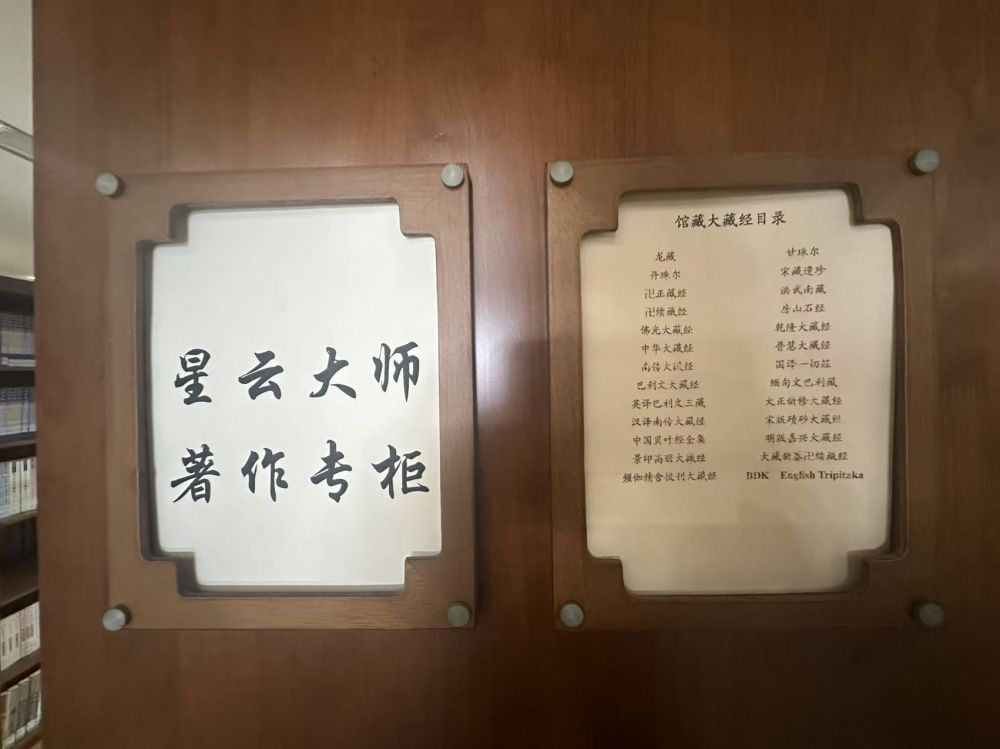 星云大师
著作专柜
馆藏大藏经目录
龙藏
丹珠尔
卍正藏经
卍续藏经
佛光大藏经
中华大藏经
南传大藏经
巴利文大藏经
英译巴利文三藏
汉译南传大藏经
中国贝叶经全集
景印高丽大藏经
频伽精舍校刊大藏经
甘珠尔
宋藏遗珍
洪武南藏
房山石经
乾隆大藏经
普慧大藏经
国译一切经
缅甸文巴利藏
大正新修大藏经
宋版碛砂大藏经
明版嘉兴大藏经
大藏新纂卍续藏经
BDK English Tripitaka